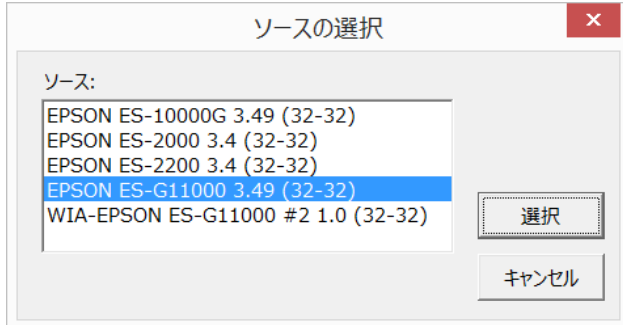 ソースの選択
ソース:
EPSON ES-10000G 3.49 (32-32)
EPSON ES-2000 3.4 (32-32)
EPSON ES-2200 3.4 (32-32)
EPSON ES-G11000 3.49 (32-32)
WIA-EPSON ES-G11000 #2 1.0 (32-32)
選択
キャンセル